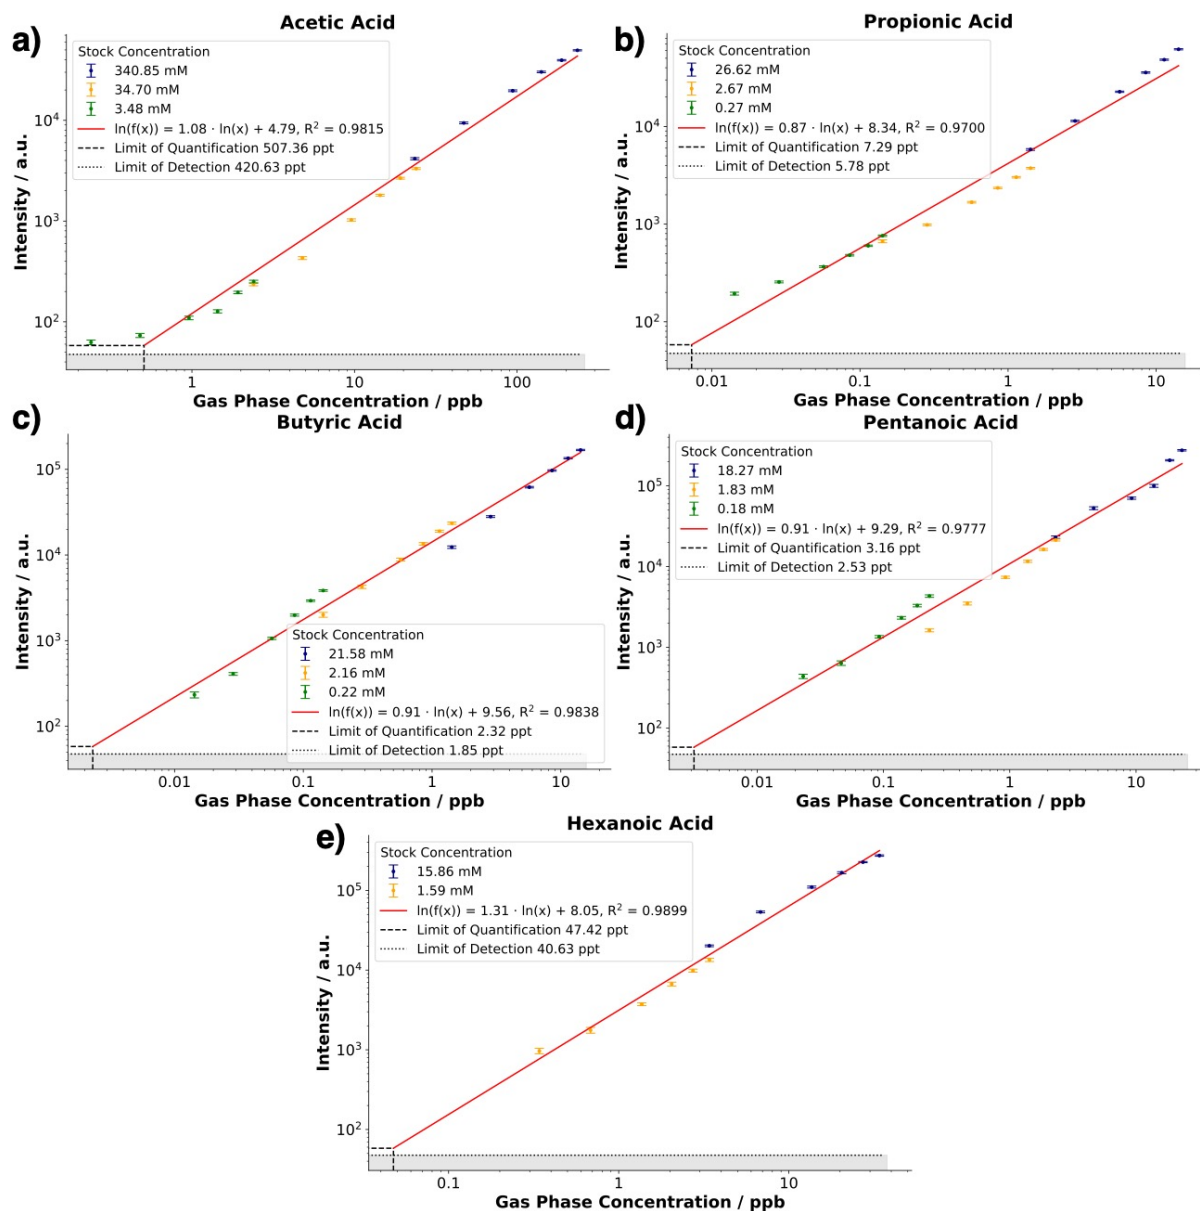 a)
Acetic Acid
Stock Concentration
340.85 mM
34.70 mM
3.48 mM
ln(f(x)) = 1.08 · ln(x) + 4.79, R² = 0.9815
Limit of Quantification 507.36 ppt
Limit of Detection 420.63 ppt
10⁴
10³
10²
Intensity / a.u.
1 10 100
Gas Phase Concentration / ppb
b)
Propionic Acid
Stock Concentration
26.62 mM
2.67 mM
0.27 mM
ln(f(x)) = 0.87 · ln(x) + 8.34, R² = 0.9700
Limit of Quantification 7.29 ppt
Limit of Detection 5.78 ppt
10⁴
10³
10²
Intensity / a.u.
0.01 0.1 1 10
Gas Phase Concentration / ppb
c)
Butyric Acid
10⁵
10⁴
10³
10²
Intensity / a.u.
Stock Concentration
21.58 mM
2.16 mM
0.22 mM
ln(f(x)) = 0.91 · ln(x) + 9.56, R² = 0.9838
Limit of Quantification 2.32 ppt
Limit of Detection 1.85 ppt
0.01 0.1 1 10
Gas Phase Concentration / ppb
d)
Pentanoic Acid
Stock Concentration
18.27 mM
1.83 mM
0.18 mM
ln(f(x)) = 0.91 · ln(x) + 9.29, R² = 0.9777
Limit of Quantification 3.16 ppt
Limit of Detection 2.53 ppt
10⁵
10⁴
10³
10²
Intensity / a.u.
0.01 0.1 1 10
Gas Phase Concentration / ppb
e)
Hexanoic Acid
Stock Concentration
15.86 mM
1.59 mM
ln(f(x)) = 1.31 · ln(x) + 8.05, R² = 0.9899
Limit of Quantification 47.42 ppt
Limit of Detection 40.63 ppt
10⁵
10⁴
10³
10²
Intensity / a.u.
0.1 1 10
Gas Phase Concentration / ppb